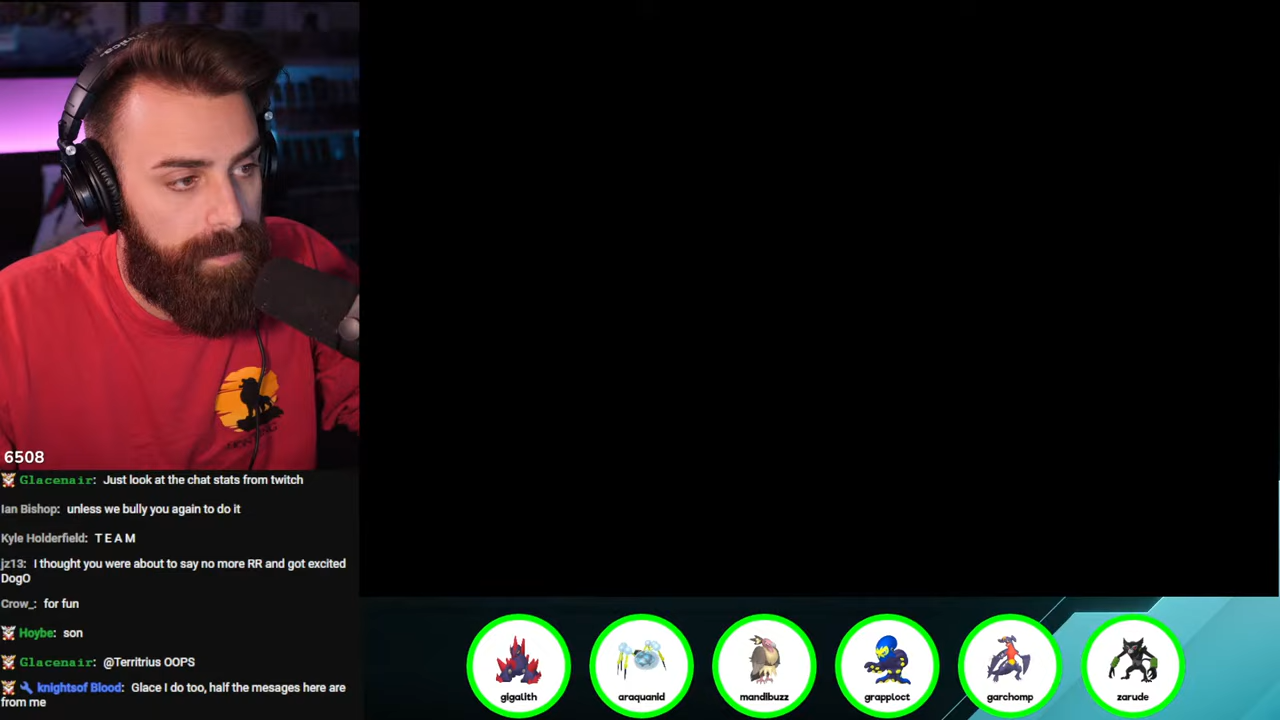 6508
Glacenair: Just look at the chat stats from twitch
Ian Bishop: unless we bully you again to do it
Kyle Holderfield: T E A M
jz13: I thought you were about to say no more RR and got excited
DogO
Crow_: for fun
Hoybe: son
Glacenair: @Territrius OOPS
knightsof Blood: Glace I do too, half the mesages here are
from me
gigalith
araquanid
mandibuzz
grapploct
garchomp
zarude